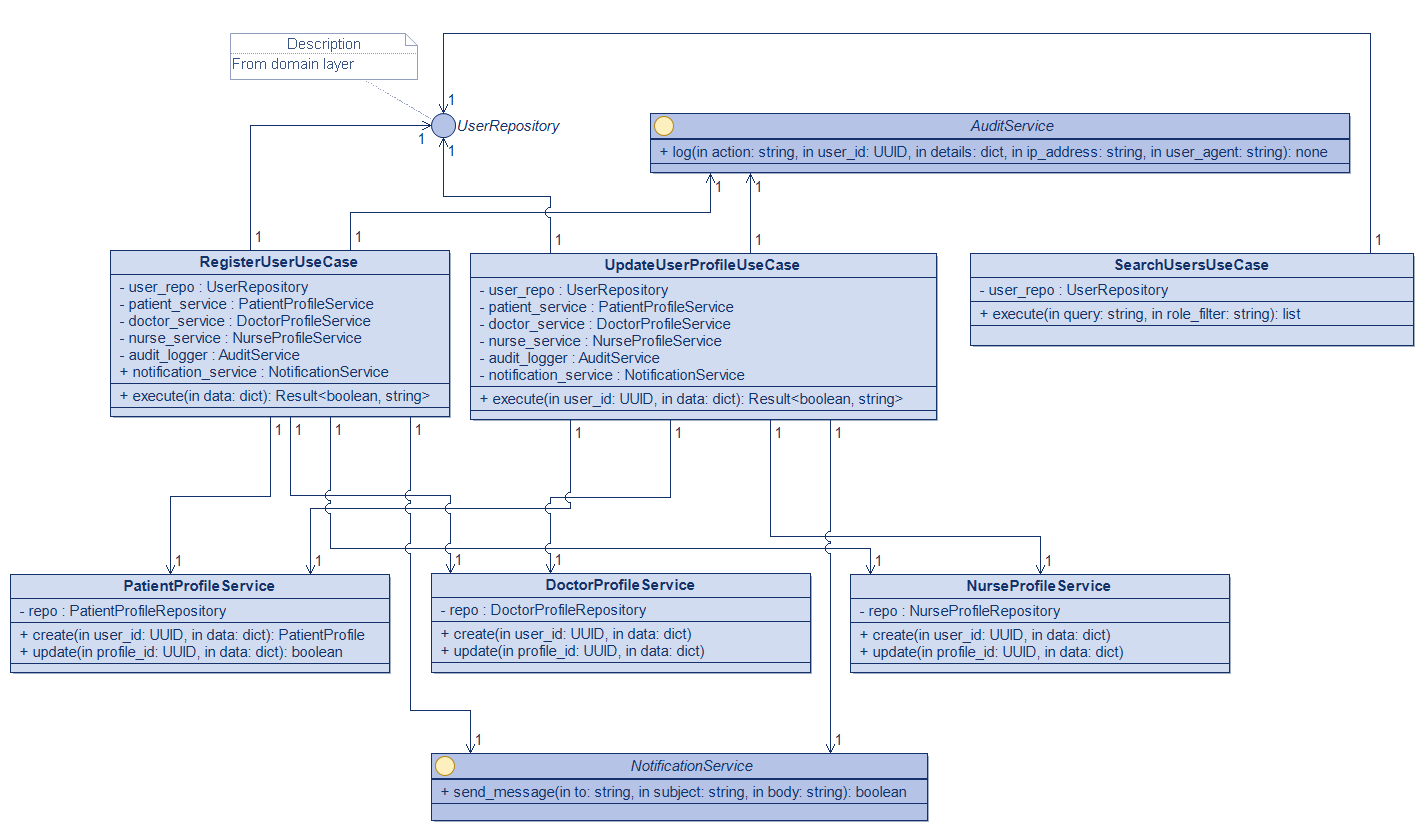 Description
From domain layer
1
UserRepository
1
1
AuditService
+ log(in action: string, in user_id: UUID, in details: dict, in ip_address: string, in user_agent: string): none
1
1
1
1
1
1
1
RegisterUserUseCase
- user_repo : UserRepository
- patient_service : PatientProfileService
- doctor_service : DoctorProfileService
- nurse_service : NurseProfileService
- audit_logger : AuditService
+ notification_service : NotificationService
+ execute(in data: dict): Result<boolean, string>
UpdateUserProfileUseCase
- user_repo : UserRepository
- patient_service : PatientProfileService
- doctor_service : DoctorProfileService
- nurse_service : NurseProfileService
- audit_logger : AuditService
- notification_service : NotificationService
+ execute(in user_id: UUID, in data: dict): Result<boolean, string>
SearchUsersUseCase
- user_repo : UserRepository
+ execute(in query: string, in role_filter: string): list
1
1
1
1
1
1
1
1
1
1
1
1
1
1
PatientProfileService
- repo : PatientProfileRepository
+ create(in user_id: UUID, in data: dict): PatientProfile
+ update(in profile_id: UUID, in data: dict): boolean
DoctorProfileService
- repo : DoctorProfileRepository
+ create(in user_id: UUID, in data: dict)
+ update(in profile_id: UUID, in data: dict)
NurseProfileService
- repo : NurseProfileRepository
+ create(in user_id: UUID, in data: dict)
+ update(in profile_id: UUID, in data: dict)
1
1
NotificationService
+ send_message(in to: string, in subject: string, in body: string): boolean